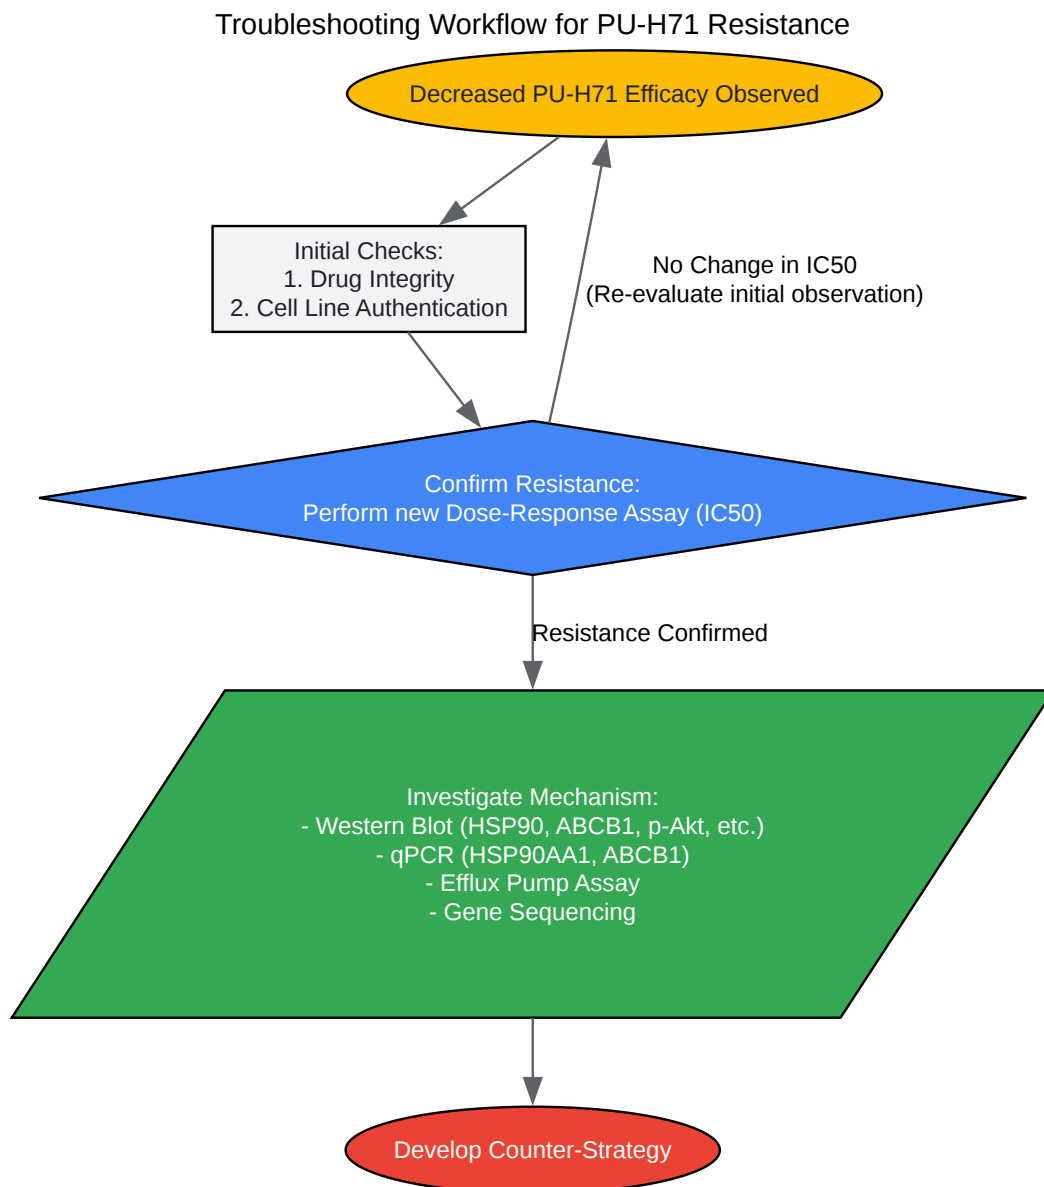 Troubleshooting Workflow for PU-H71 Resistance
Decreased PU-H71 Efficacy Observed
Initial Checks:
1. Drug Integrity
2. Cell Line Authentication
No Change in IC50
(Re-evaluate initial observation)
Confirm Resistance:
Perform new Dose-Response Assay (IC50)
Resistance Confirmed
Investigate Mechanism:
- Western Blot (HSP90, ABCB1, p-Akt, etc.)
- qPCR (HSP90AA1, ABCB1)
- Efflux Pump Assay
- Gene Sequencing
Develop Counter-Strategy